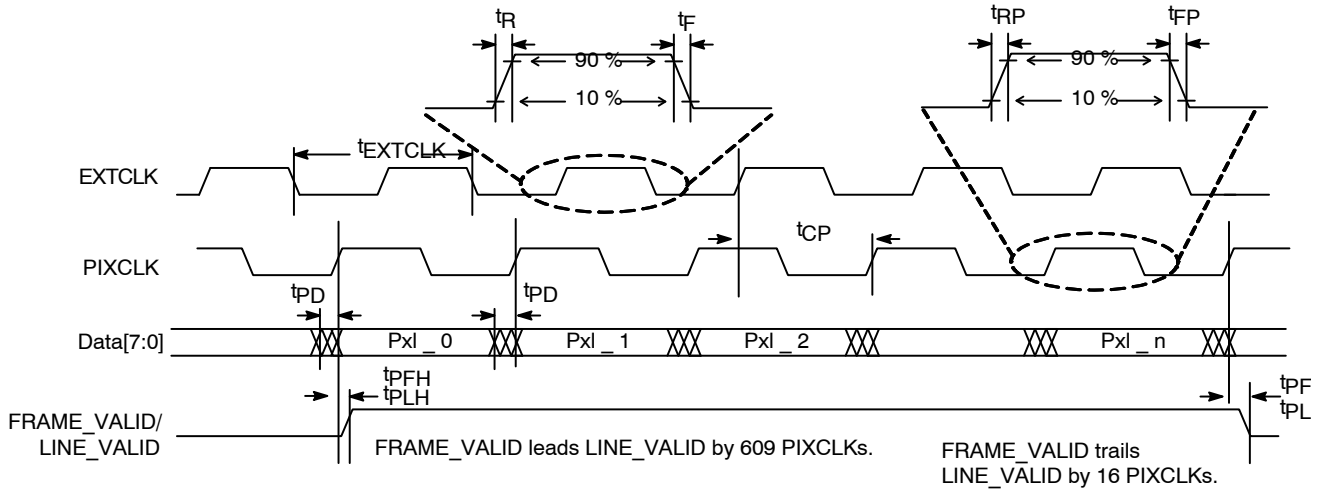 tR
tF
tRP
tFP
90 %
90 %
10 %
10 %
tEXTCLK
EXTCLK
tCP
PIXCLK
tPD
tPD
Data[7:0]
Pxl _ 0
Pxl _ 1
Pxl _ 2
Pxl _ n
tPFH
tPLH
tPF
tPL
FRAME_VALID/
LINE_VALID
FRAME_VALID leads LINE_VALID by 609 PIXCLKs.
FRAME_VALID trails
LINE_VALID by 16 PIXCLKs.